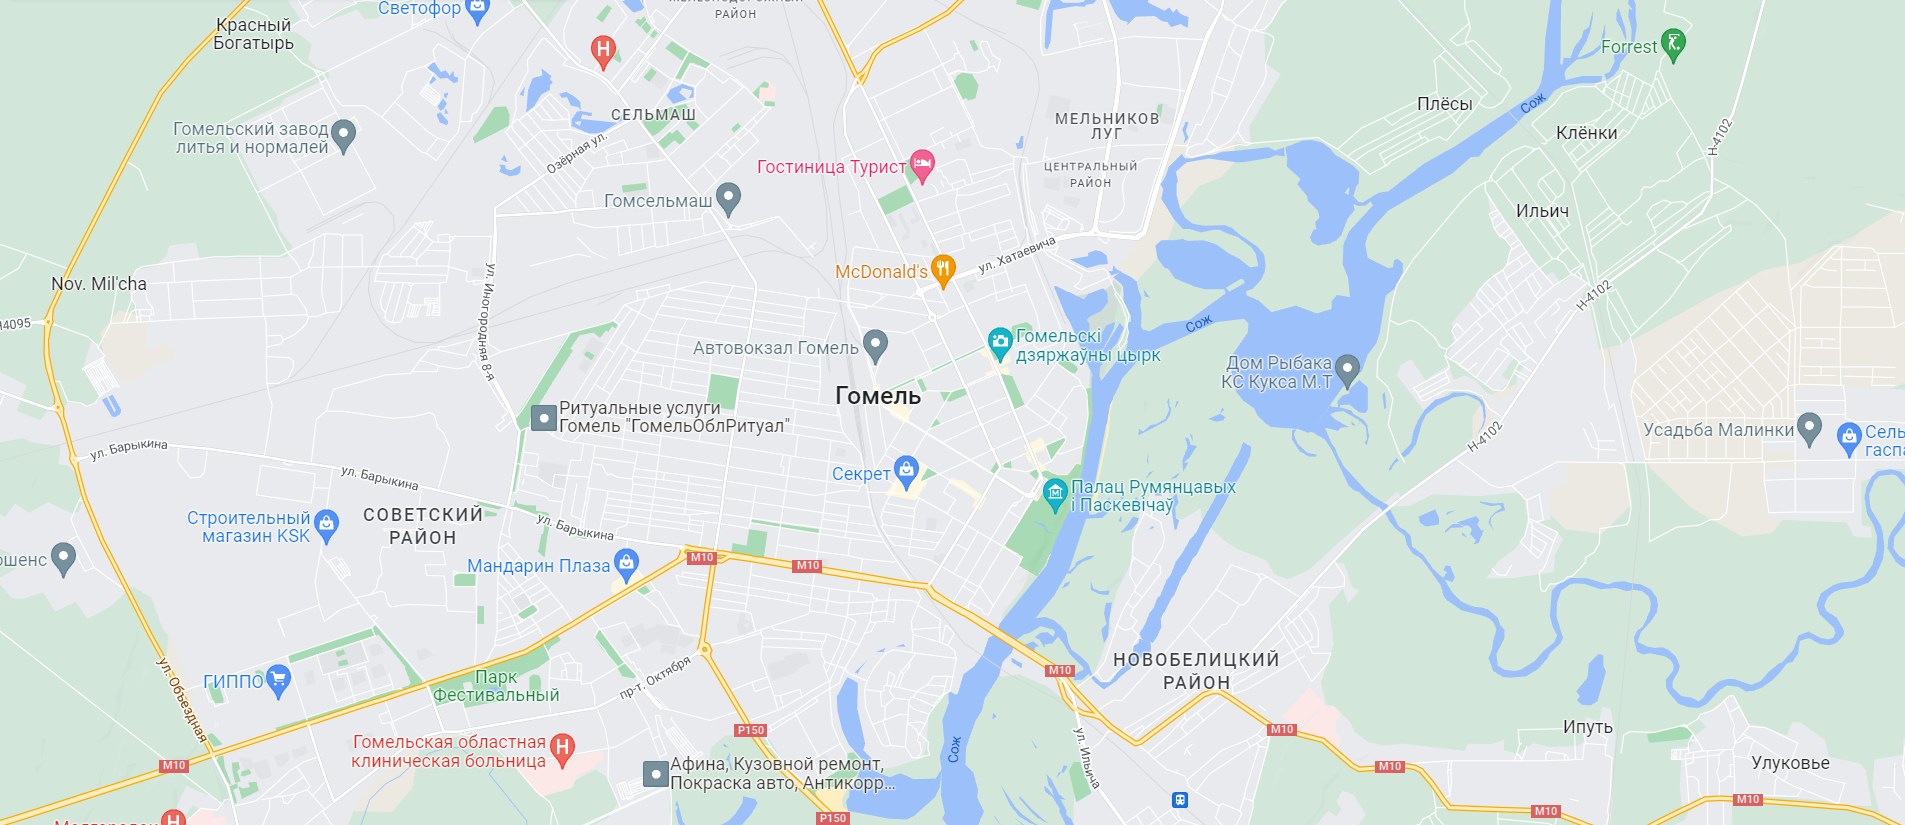 Светофор
Красный
Богатырь
РАЙОН
Forrest
СЕЛЬМАШ
Плёсы
Сож
Клёнки
МЕЛЬНИКОВ
ЛУГ
Гомельский завод
литья и нормалей
Озёрная ул.
Н-4102
Гостиница Турист
ЦЕНТРАЛЬНЫЙ
РАЙОН
Гомсельмаш
Ильич
ул. Хатаевича
McDonald's
Nov. Mil'cha
ул. Иногородняя 8-я
Н-4102
Н4095
Сож
Автовокзал Гомель
Гомельскі
дзяржаўны цырк
Дом Рыбака
КС Кукса М.Т
Гомель
Ритуальные услуги
Гомель "ГомельОблРитуал"
Усадьба Малинки
Н-4102
ул. Барыкина
ул. Барыкина
Секрет
Палац Румянцавых
і Паскевічаў
СОВЕТСКИЙ
РАЙОН
Строительный
магазин KSK
ул. Барыкина
Мандарин Плаза
M10
M10
НОВОБЕЛИЦКИЙ
РАЙОН
M10
ул. Объездная
ГИППО
Парк
Фестивальный
пр-т. Октября
P150
M10
Ипуть
Гомельская областная
клиническая больница
M10
Сож
ул. Ильича
Афина, Кузовной ремонт,
Покраска авто, Антикорр...
M10
Улуковье
M10
M10
P150